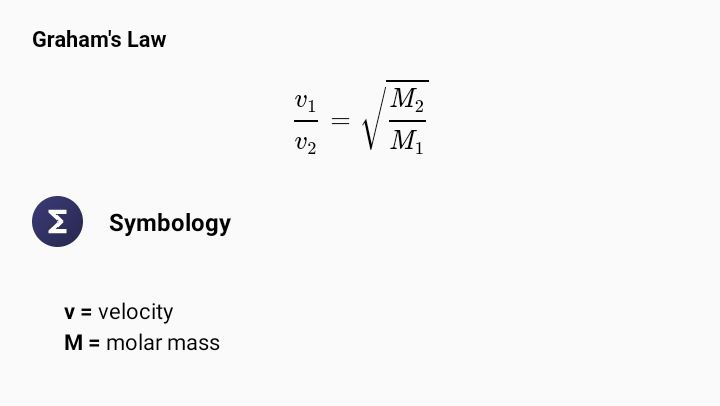 Graham's Law
v₁/v₂ = √(M₂/M₁)
Σ Symbology
v = velocity
M = molar mass